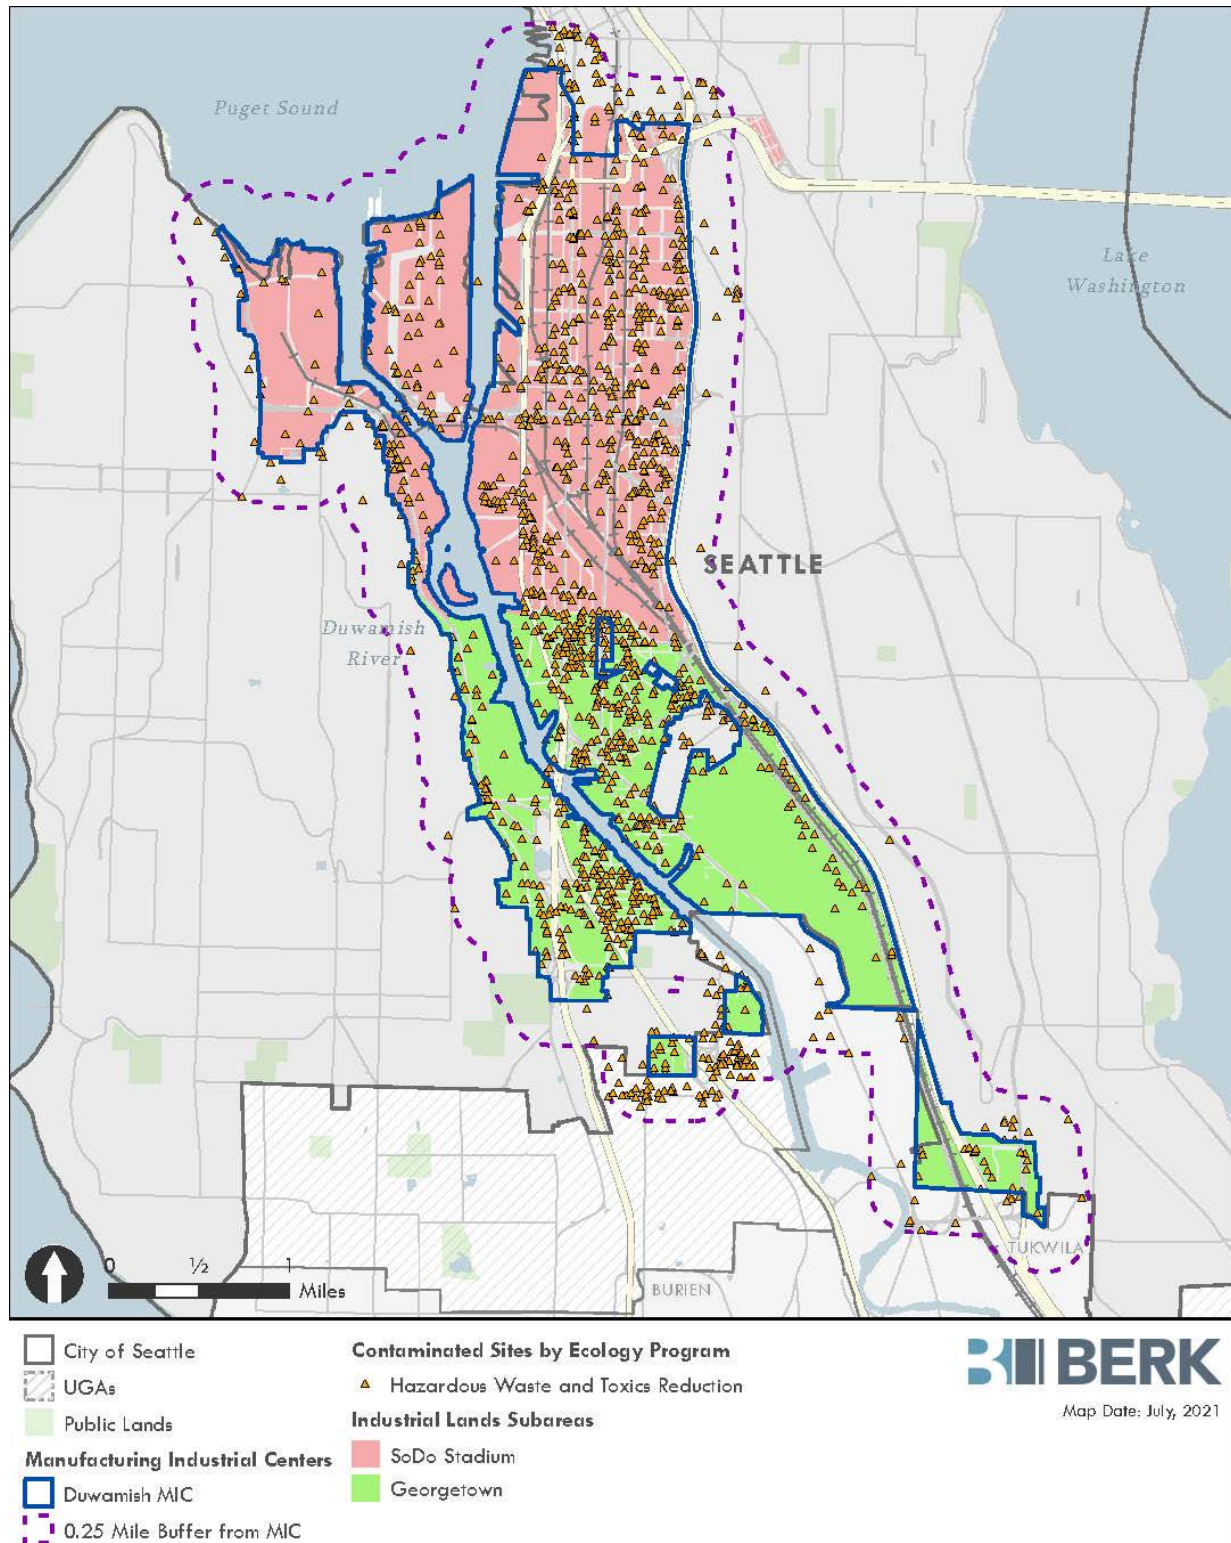 Puget Sound
Lake
Washington
SEATTLE
Duwamish
River
TUKWILA
BURIEN
0 ½ 1
Miles
City of Seattle
UGAs
Public Lands
Manufacturing Industrial Centers
Duwamish MIC
0.25 Mile Buffer from MIC
Contaminated Sites by Ecology Program
Hazardous Waste and Toxics Reduction
Industrial Lands Subareas
SoDo Stadium
Georgetown
BERK
Map Date: July, 2021